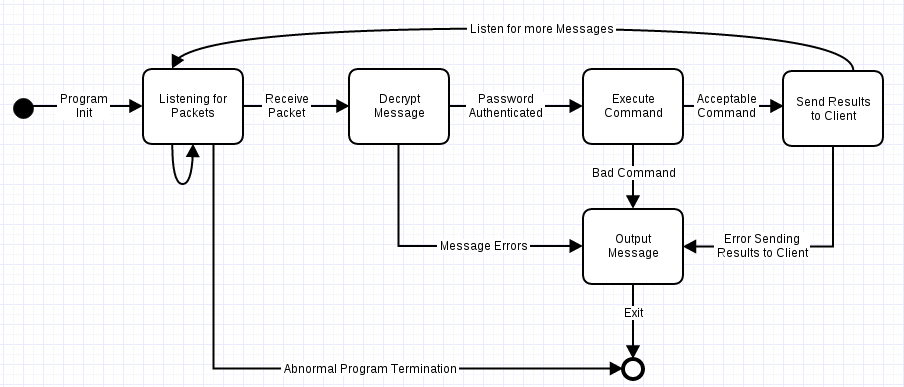 Listen for more Messages
Program
Init
Listening for
Packets
Receive
Packet
Decrypt
Message
Password
Authenticated
Execute
Command
Acceptable
Command
Send Results
to Client
Bad Command
Message Errors
Output
Message
Error Sending
Results to Client
Exit
Abnormal Program Termination